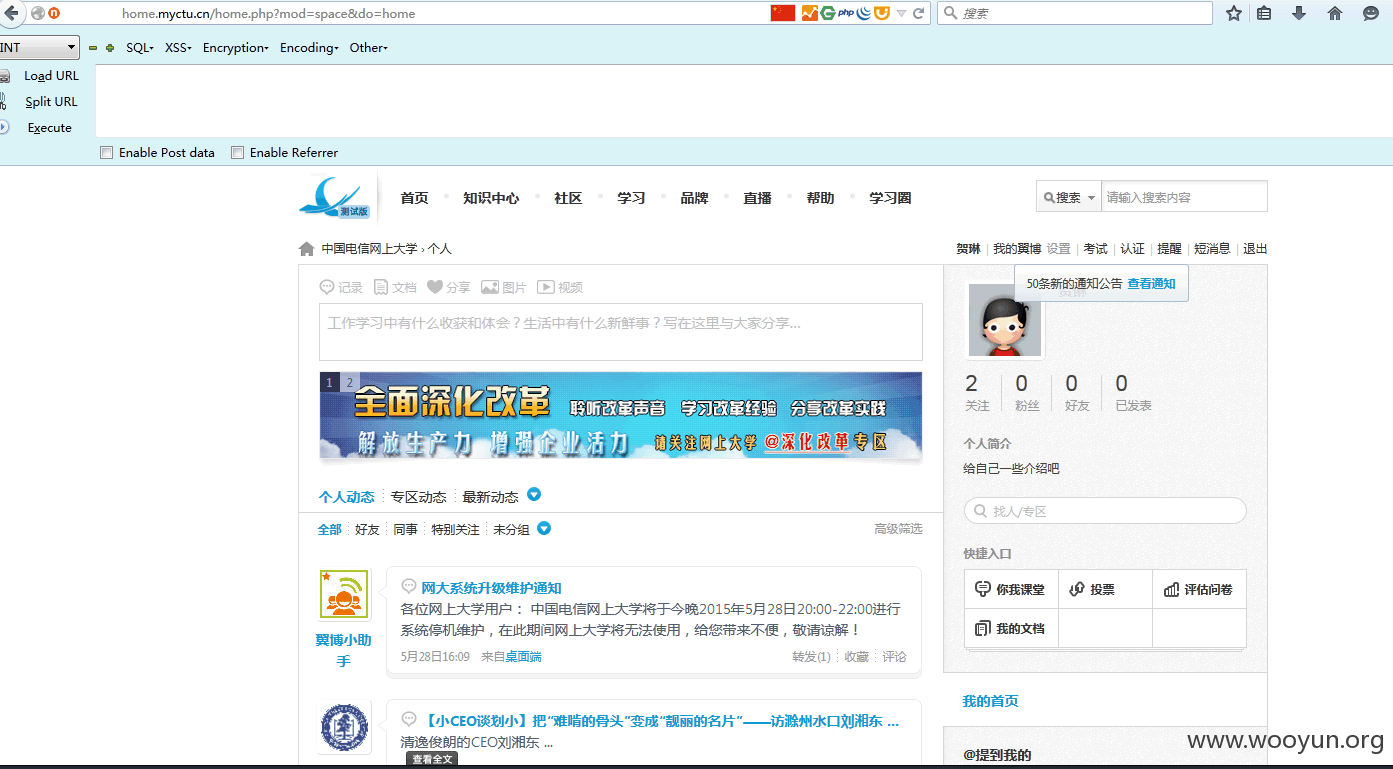 home.myctu.cn/home.php?mod=space&do=home
php
搜索
INT SQL▾ XSS▾ Encryption▾ Encoding▾ Other▾
Load URL
Split URL
Execute
Enable Post data Enable Referrer
测试版
首页 知识中心 社区 学习 品牌 直播 帮助 学习圈
搜索 请输入搜索内容
中国电信网上大学 › 个人
贺琳 我的翼博 设置 考试 认证 提醒 短消息 退出
50条新的通知公告 查看通知
记录 文档 分享 图片 视频
工作学习中有什么收获和体会？生活中有什么新鲜事？写在这里与大家分享...
1 2
全面深化改革 聆听改革声音 学习改革经验 分享改革实践
解放生产力 增强企业活力 请关注网上大学 @深化改革 专区
2 0 0 0
关注 粉丝 好友 已发表
个人简介
给自己一些介绍吧
找人/专区
个人动态 专区动态 最新动态
全部 好友 同事 特别关注 未分组 高级筛选
快捷入口
你我课堂 投票 评估问卷
我的文档
网大系统升级维护通知
各位网上大学用户： 中国电信网上大学将于今晚2015年5月28日20:00-22:00进行
系统停机维护，在此期间网上大学将无法使用，给您带来不便，敬请谅解！
翼博小助
手
5月28日16:09 来自桌面端 转发(1) 收藏 评论
我的首页
【小CEO谈划小】把“难啃的骨头”变成“靓丽的名片”——访滁州水口刘湘东 ...
清逸俊朗的CEO刘湘东 ...
查看全文
@提到我的
www.wooyun.org